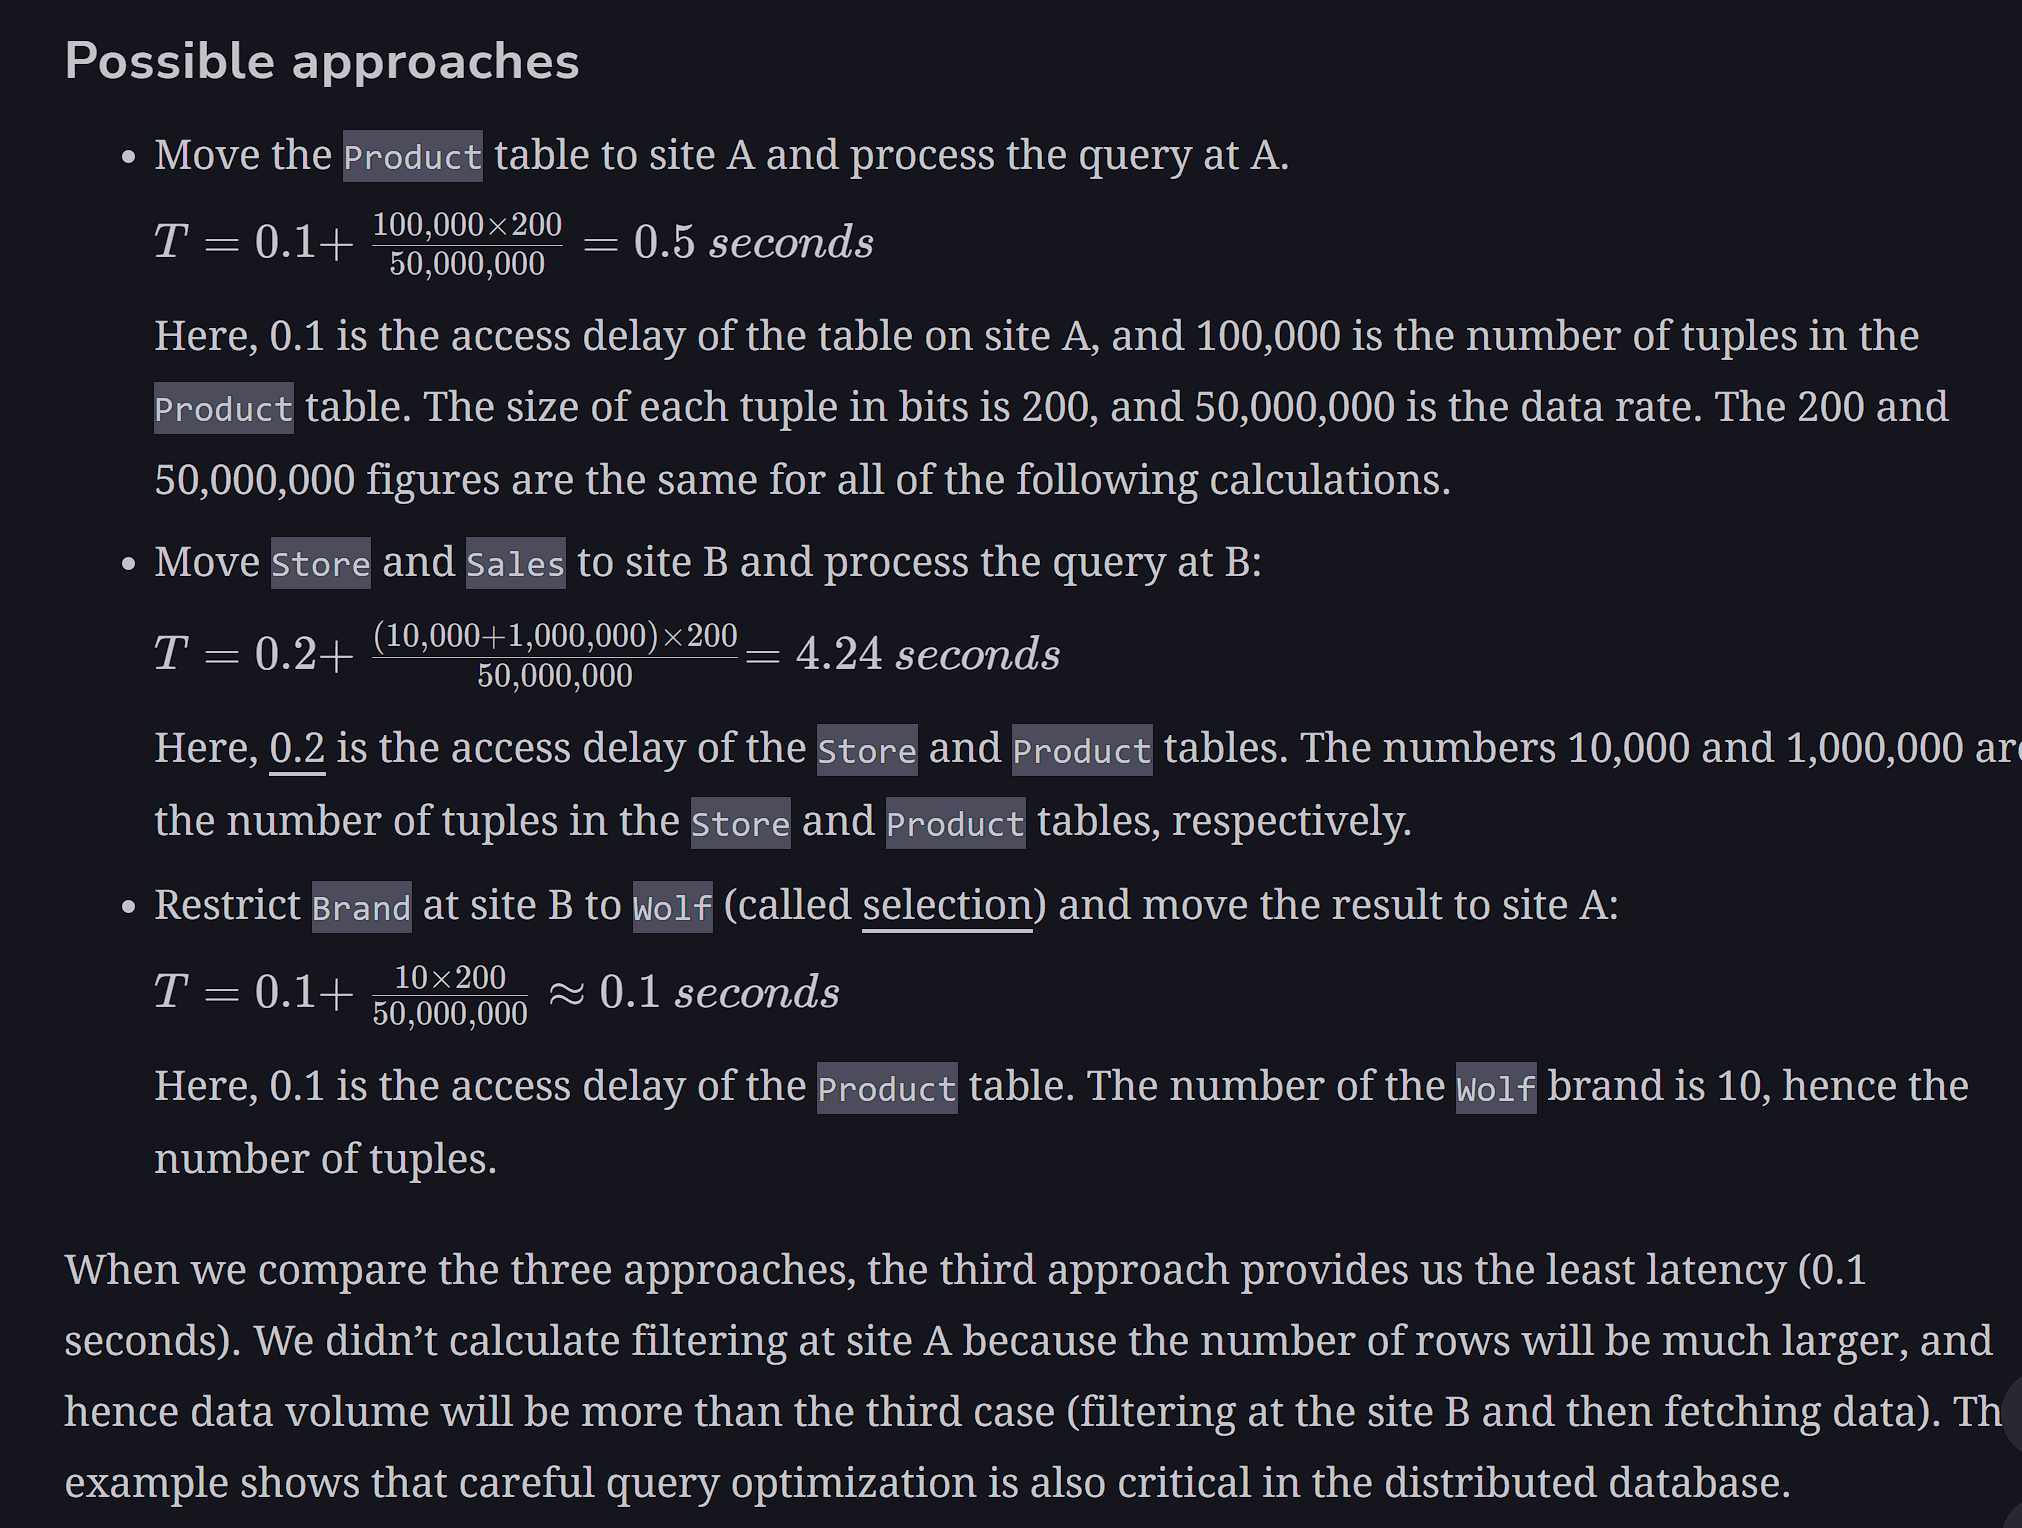 Possible approaches
• Move the Product table to site A and process the query at A.
T = 0.1+ \frac{100,000×200}{50,000,000} = 0.5 seconds
Here, 0.1 is the access delay of the table on site A, and 100,000 is the number of tuples in the
Product table. The size of each tuple in bits is 200, and 50,000,000 is the data rate. The 200 and
50,000,000 figures are the same for all of the following calculations.
• Move Store and Sales to site B and process the query at B:
T = 0.2+ \frac{(10,000+1,000,000)×200}{50,000,000} = 4.24 seconds
Here, 0.2 is the access delay of the Store and Product tables. The numbers 10,000 and 1,000,000 are
the number of tuples in the Store and Product tables, respectively.
• Restrict Brand at site B to Wolf (called selection) and move the result to site A:
T = 0.1+ \frac{10×200}{50,000,000} ≈ 0.1 seconds
Here, 0.1 is the access delay of the Product table. The number of the Wolf brand is 10, hence the
number of tuples.
When we compare the three approaches, the third approach provides us the least latency (0.1
seconds). We didn’t calculate filtering at site A because the number of rows will be much larger, and
hence data volume will be more than the third case (filtering at the site B and then fetching data). Th
example shows that careful query optimization is also critical in the distributed database.